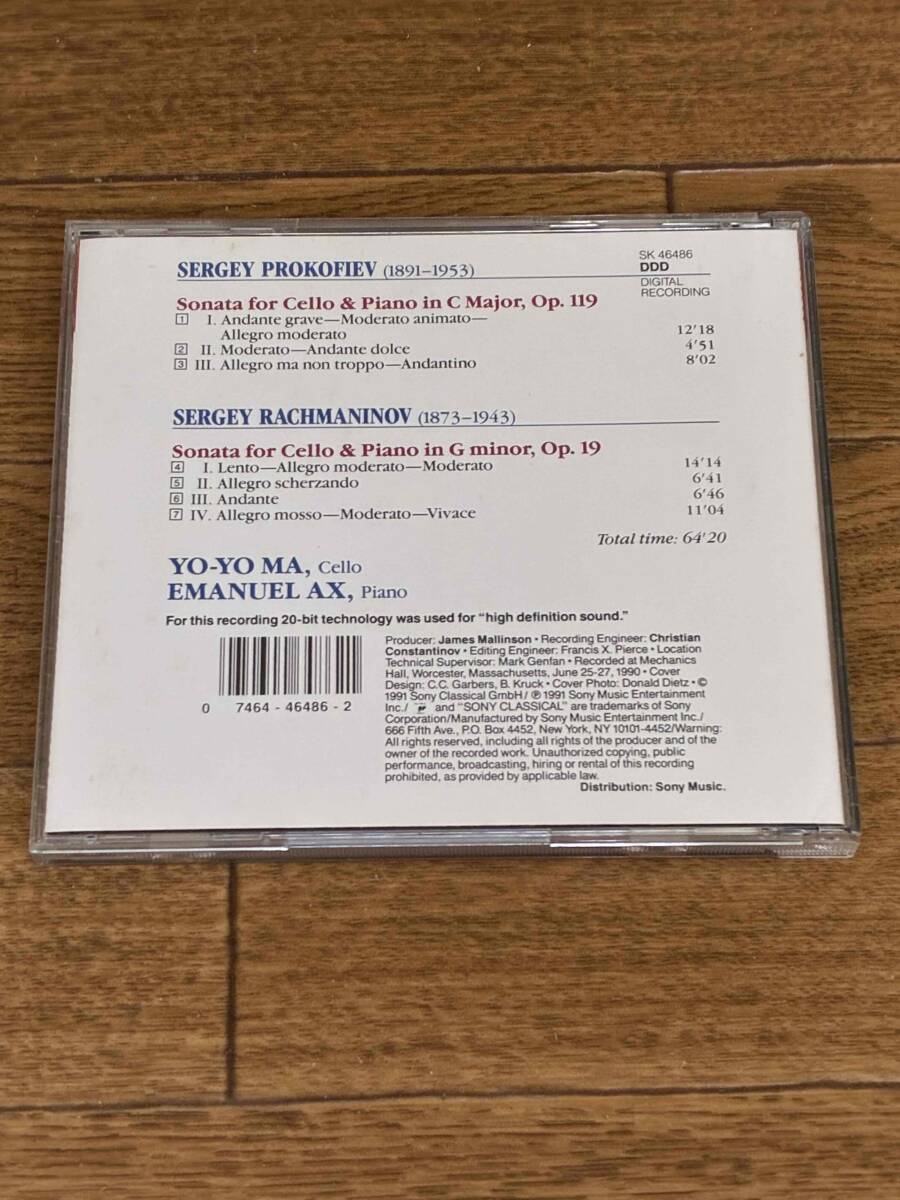 SERGEY PROKOFIEV (1891–1953)
SK 46486
DDD
DIGITAL
RECORDING
Sonata for Cello & Piano in C Major, Op. 119
1 I. Andante grave—Moderato animato—
Allegro moderato 12'18
2 II. Moderato—Andante dolce 4'51
3 III. Allegro ma non troppo—Andantino 8'02
SERGEY RACHMANINOV (1873–1943)
Sonata for Cello & Piano in G minor, Op. 19
4 I. Lento—Allegro moderato—Moderato 14'14
5 II. Allegro scherzando 6'41
6 III. Andante 6'46
7 IV. Allegro mosso—Moderato—Vivace 11'04
Total time: 64'20
YO-YO MA, Cello
EMANUEL AX, Piano
For this recording 20-bit technology was used for “high definition sound.”
0 7464-46486-2
Producer: James Mallinson • Recording Engineer: Christian
Constantinov • Editing Engineer: Francis X. Pierce • Location
Technical Supervisor: Mark Genfan • Recorded at Mechanics
Hall, Worcester, Massachusetts, June 25-27, 1990 • Cover
Design: C.C. Garbers, B. Kruck • Cover Photo: Donald Dietz • ©
1991 Sony Classical GmbH/ ℗ 1991 Sony Music Entertainment
Inc./ and “SONY CLASSICAL” are trademarks of Sony
Corporation/Manufactured by Sony Music Entertainment Inc./
666 Fifth Ave., P.O. Box 4452, New York, NY 10101-4452/Warning:
All rights reserved, including all rights of the producer and of the
owner of the recorded work. Unauthorized copying, public
performance, broadcasting, hiring or rental of this recording
prohibited, as provided by applicable law.
Distribution: Sony Music.